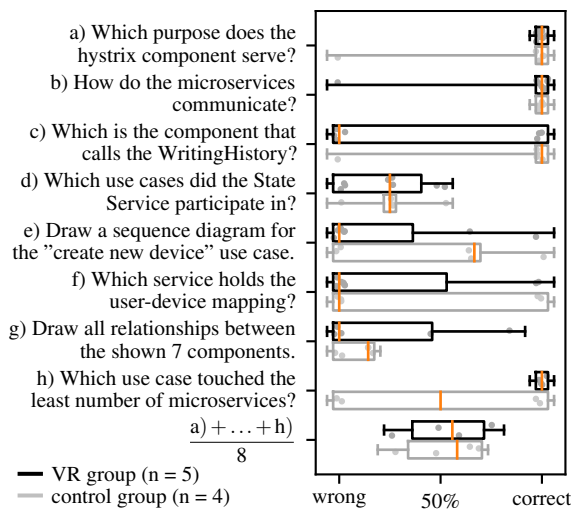 a) Which purpose does the
hystrix component serve?
b) How do the microservices
communicate?
c) Which is the component that
calls the WritingHistory?
d) Which use cases did the State
Service participate in?
e) Draw a sequence diagram for
the ”create new device” use case.
f) Which service holds the
user-device mapping?
g) Draw all relationships between
the shown 7 components.
h) Which use case touched the
least number of microservices?
a) + … + h)
8
VR group (n = 5)
control group (n = 4)
wrong 50% correct